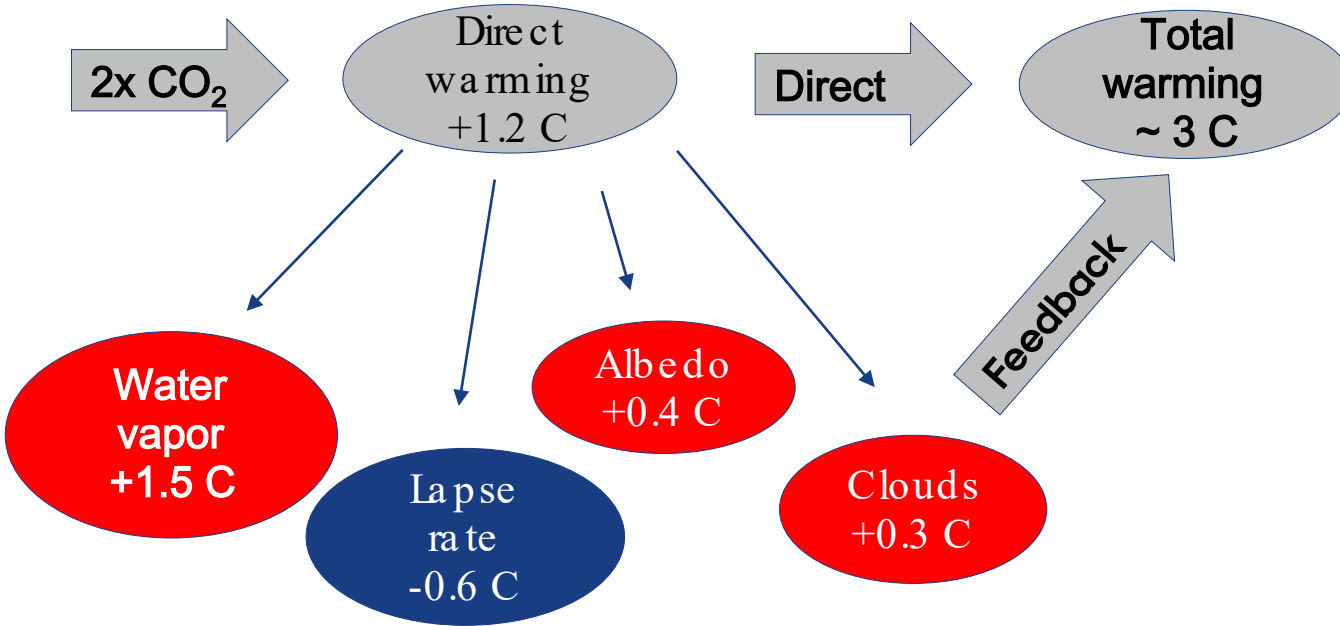 2x CO₂
Direct
warming
+1.2 C
Direct
Total
warming
~ 3 C
Feedback
Water
vapor
+1.5 C
Lapse
rate
-0.6 C
Albedo
+0.4 C
Clouds
+0.3 C